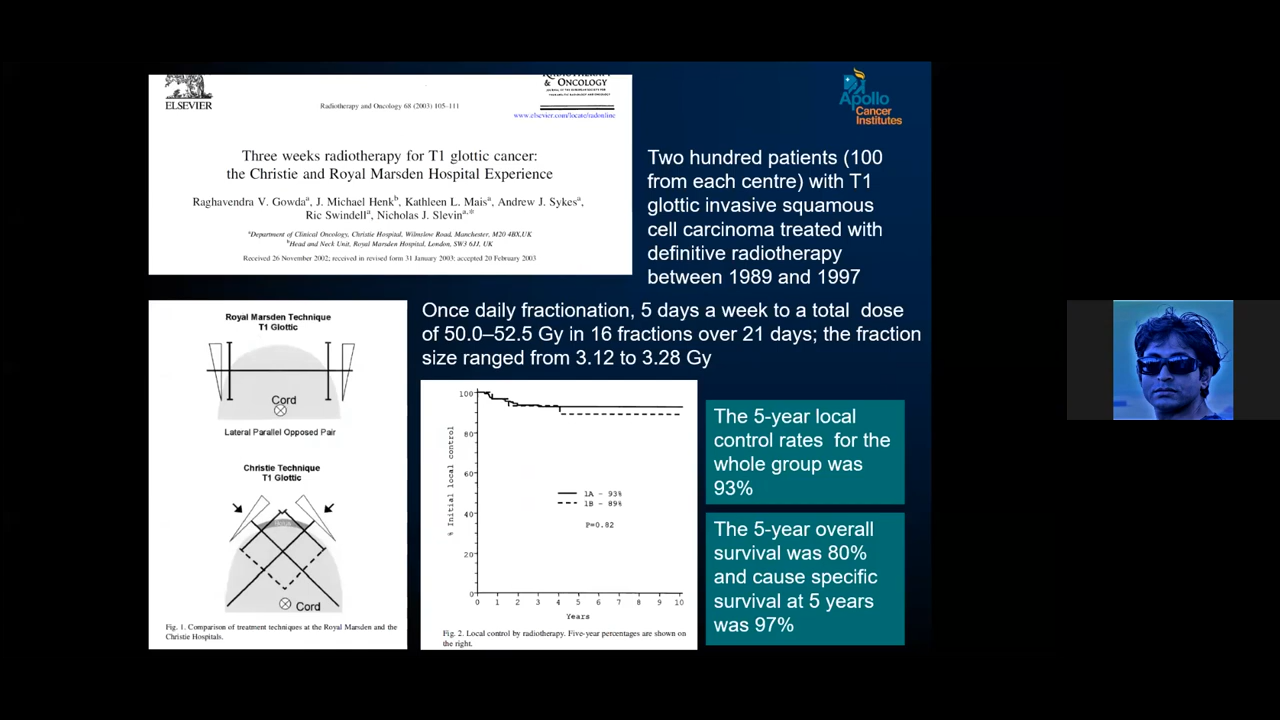 ELSEVIER
Radiotherapy and Oncology 68 (2003) 105–111
& ONCOLOGY
www.elsevier.com/locate/radonline
Three weeks radiotherapy for T1 glottic cancer:
the Christie and Royal Marsden Hospital Experience
Raghavendra V. Gowdaᵃ, J. Michael Henkᵇ, Kathleen L. Maisᵃ, Andrew J. Sykesᵃ,
Ric Swindellᵃ, Nicholas J. Slevinᵃ,*
ᵃDepartment of Clinical Oncology, Christie Hospital, Wilmslow Road, Manchester, M20 4BX,UK
ᵇHead and Neck Unit, Royal Marsden Hospital, London, SW3 6JJ, UK
Received 26 November 2002; received in revised form 31 January 2003; accepted 20 February 2003
Apollo
Cancer
Institutes
Two hundred patients (100
from each centre) with T1
glottic invasive squamous
cell carcinoma treated with
definitive radiotherapy
between 1989 and 1997
Once daily fractionation, 5 days a week to a total dose
of 50.0–52.5 Gy in 16 fractions over 21 days; the fraction
size ranged from 3.12 to 3.28 Gy
Royal Marsden Technique
T1 Glottic
Cord
Lateral Parallel Opposed Pair
Christie Technique
T1 Glottic
Cord
Fig. 1. Comparison of treatment techniques at the Royal Marsden and the
Christie Hospitals.
100
80
60
40
20
0
% Initial local control
1A - 93%
1B - 89%
P=0.82
0 1 2 3 4 5 6 7 8 9 10
Years
Fig. 2. Local control by radiotherapy. Five-year percentages are shown on
the right.
The 5-year local
control rates for the
whole group was
93%
The 5-year overall
survival was 80%
and cause specific
survival at 5 years
was 97%